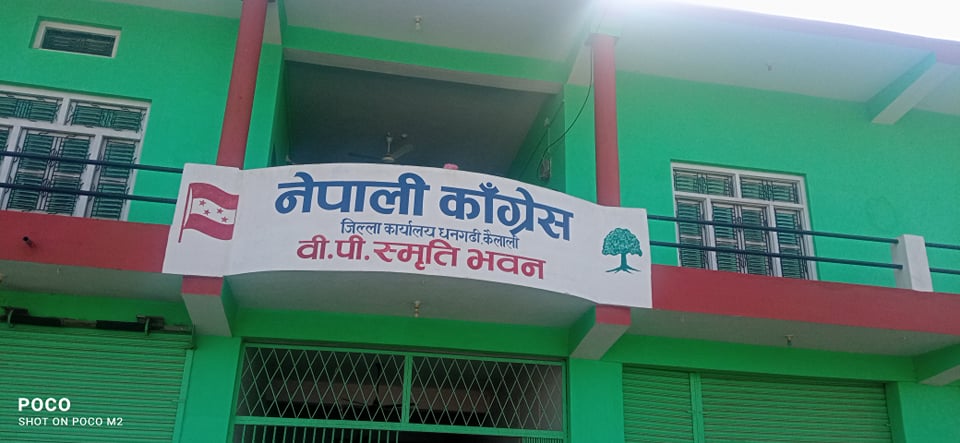 नेपाली काँग्रेस
जिल्ला कार्यालय धनगढी, कैलाली
वी.पी. स्मृति भवन
POCO
SHOT ON POCO M2